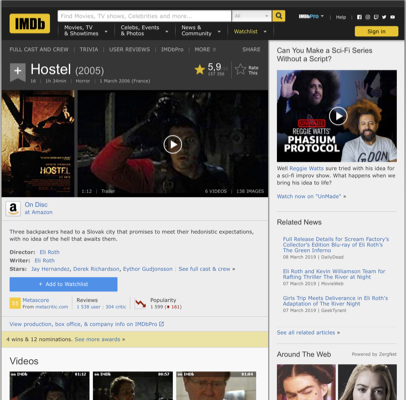 IMDb
Find Movies, TV shows, Celebrities and more...
All
Movies, TV
& Showtimes
Celebs, Events
& Photos
News &
Community
Watchlist
IMDbPro
Help
Sign in
FULL CAST AND CREW | TRIVIA | USER REVIEWS | IMDbPro | MORE
SHARE
Hostel (2005)
16 | 1h 34min | Horror | 1 March 2006 (France)
5,9
Rate
This
HOSTEL
1:12 | Trailer
6 VIDEOS | 136 IMAGES
On Disc
at Amazon
Three backpackers head to a Slovak city that promises to meet their hedonistic expectations,
with no idea of the hell that awaits them.
Director: Eli Roth
Writer: Eli Roth
Stars: Jay Hernandez, Derek Richardson, Eythor Gudjonsson | See full cast & crew »
+ Add to Watchlist
Metascore
From metacritic.com
Reviews
1 538 user | 304 critic
Popularity
1 599
View production, box office, & company info on IMDbPro
4 wins & 12 nominations. See more awards »
Videos
01:12
00:57
01:04
Can You Make a Sci-Fi Series
Without a Script?
REGGIE WATTS'
PHASIUM
PROTOCOL
Well Reggie Watts sure tried with his idea for
a sci-fi improv show. What happens when we
bring his idea to life?
Watch now on "UnMade" »
Related News
Full Release Details for Scream Factory's
Collector's Edition Blu-ray of Eli Roth's
The Green Inferno
08 March 2019 | DailyDead
Eli Roth and Kevin Williamson Team for
Rafting Thriller The River at Night
07 March 2019 | MovieWeb
Girls Trip Meets Deliverance in Eli Roth's
Adaptation of The River Night
07 March 2019 | GeekTyrant
See all related articles »
Around The Web
Powered by ZergNet